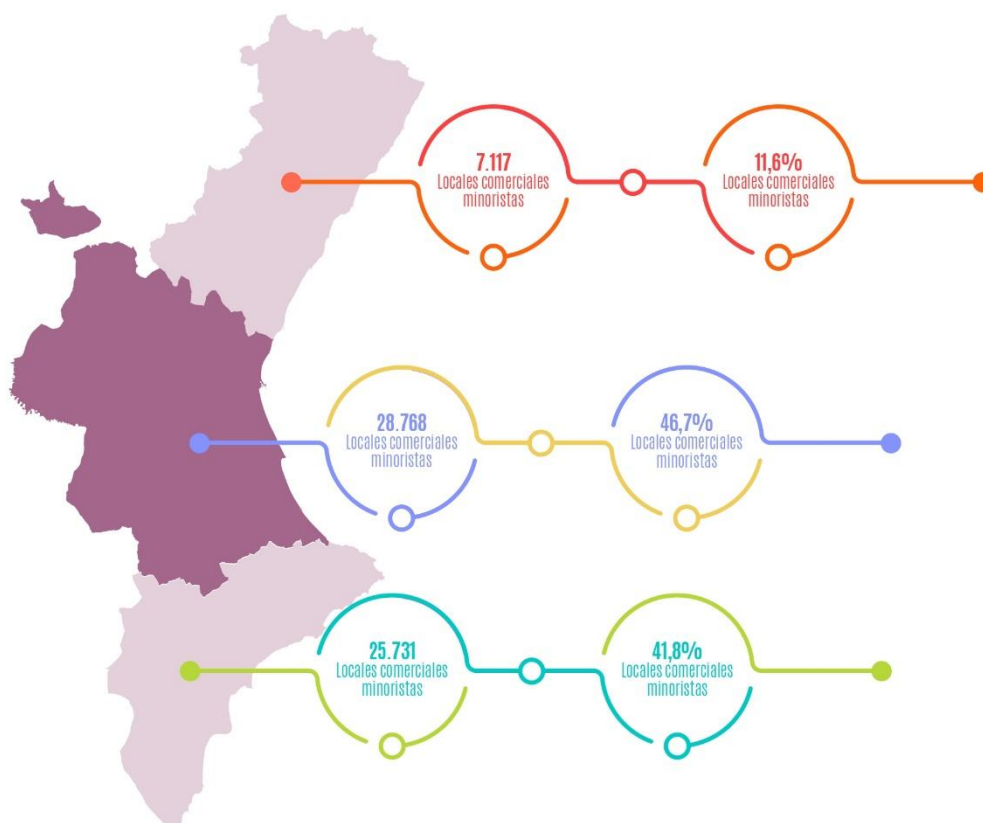 7.117
Locales comerciales
minoristas
11,6%
Locales comerciales
minoristas
28.768
Locales comerciales
minoristas
46,7%
Locales comerciales
minoristas
25.731
Locales comerciales
minoristas
41,8%
Locales comerciales
minoristas